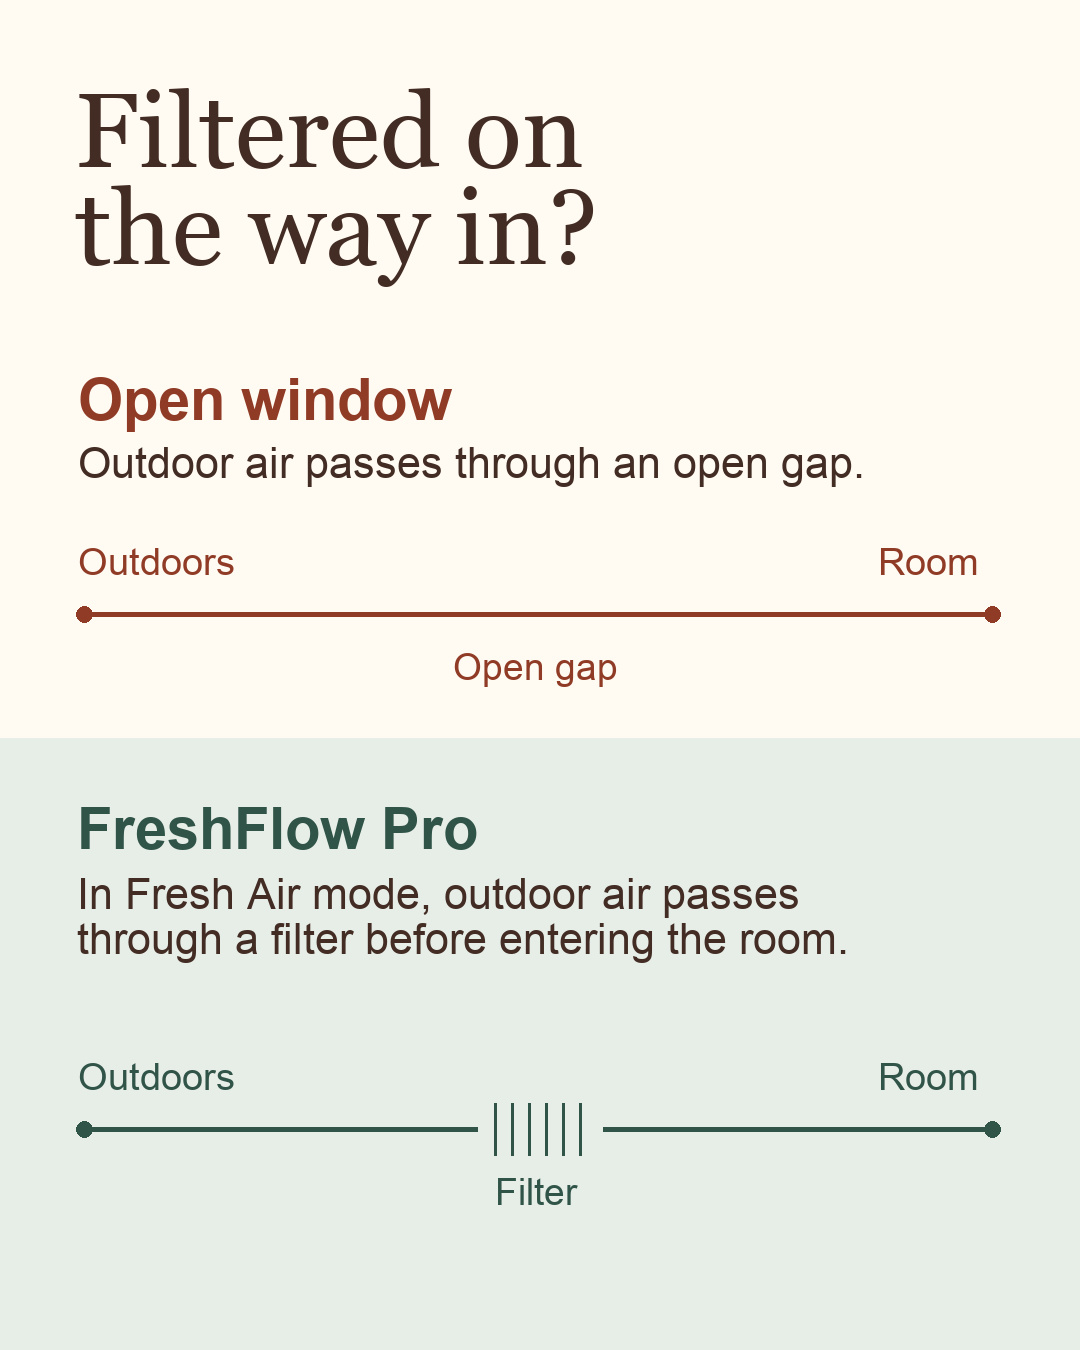 Filtered on
the way in?
Open window
Outdoor air passes through an open gap.
Outdoors
Room
Open gap
FreshFlow Pro
In Fresh Air mode, outdoor air passes
through a filter before entering the room.
Outdoors
Room
Filter